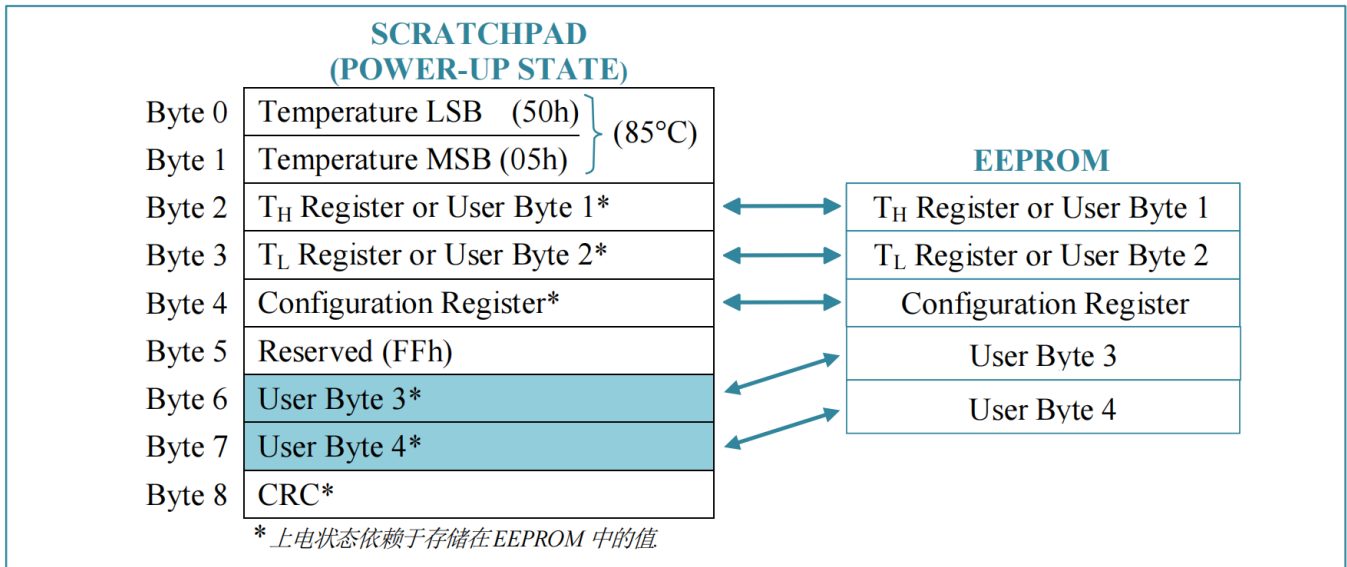 SCRATCHPAD
(POWER-UP STATE)
Byte 0 Temperature LSB (50h)
(85°C)
Byte 1 Temperature MSB (05h)
EEPROM
Byte 2 TH Register or User Byte 1* TH Register or User Byte 1
Byte 3 TL Register or User Byte 2* TL Register or User Byte 2
Byte 4 Configuration Register* Configuration Register
Byte 5 Reserved (FFh) User Byte 3
Byte 6 User Byte 3*
User Byte 4
Byte 7 User Byte 4*
Byte 8 CRC*
* 上电状态依赖于存储在EEPROM 中的值.